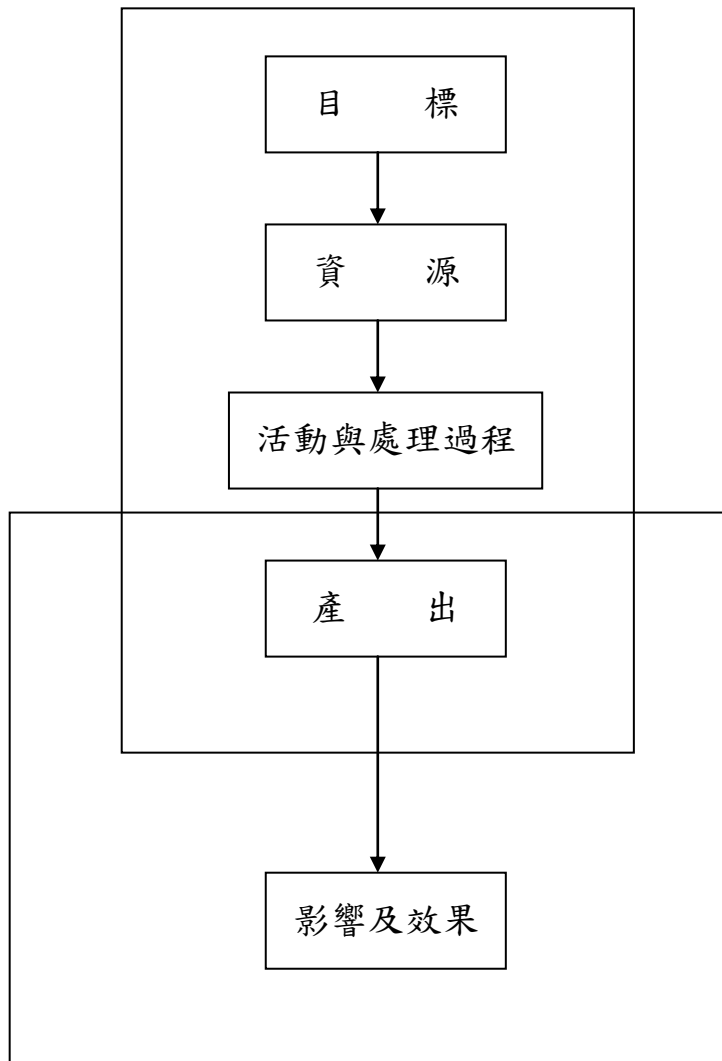 目 標
資 源
活動與處理過程
產 出
影響及效果